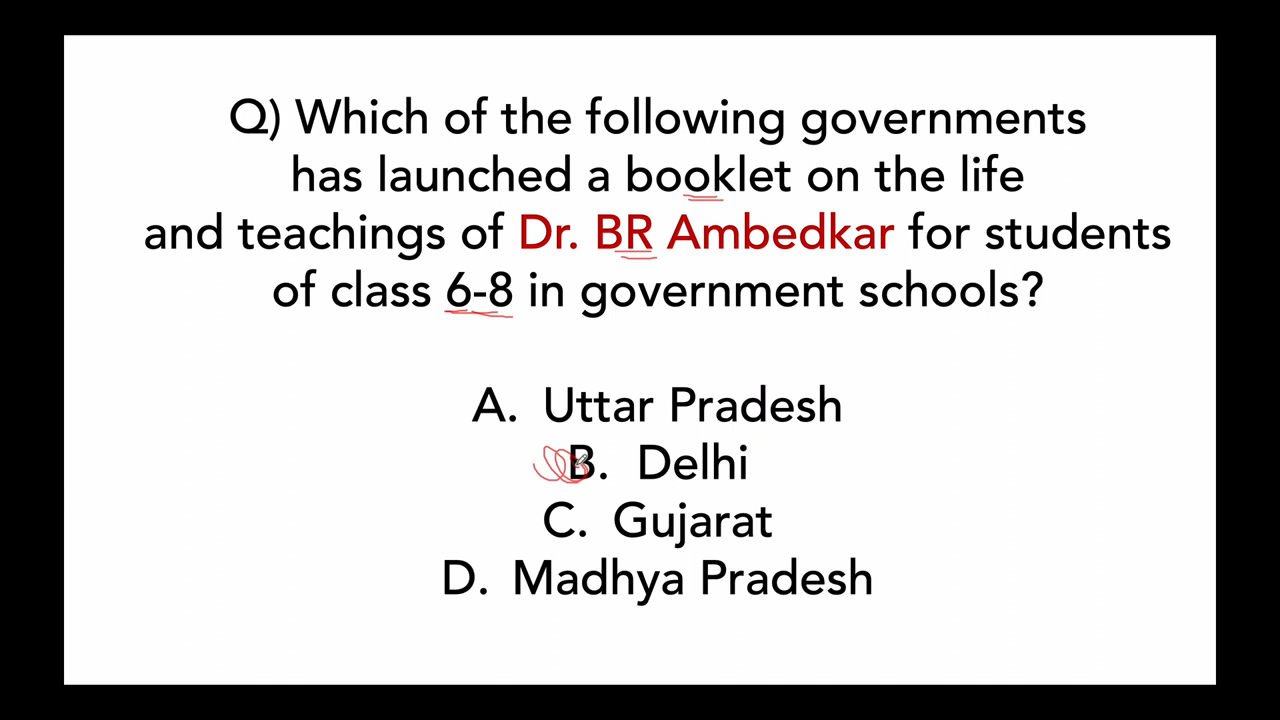 Q) Which of the following governments
has launched a booklet on the life
and teachings of Dr. BR Ambedkar for students
of class 6-8 in government schools?
A. Uttar Pradesh
B. Delhi
C. Gujarat
D. Madhya Pradesh